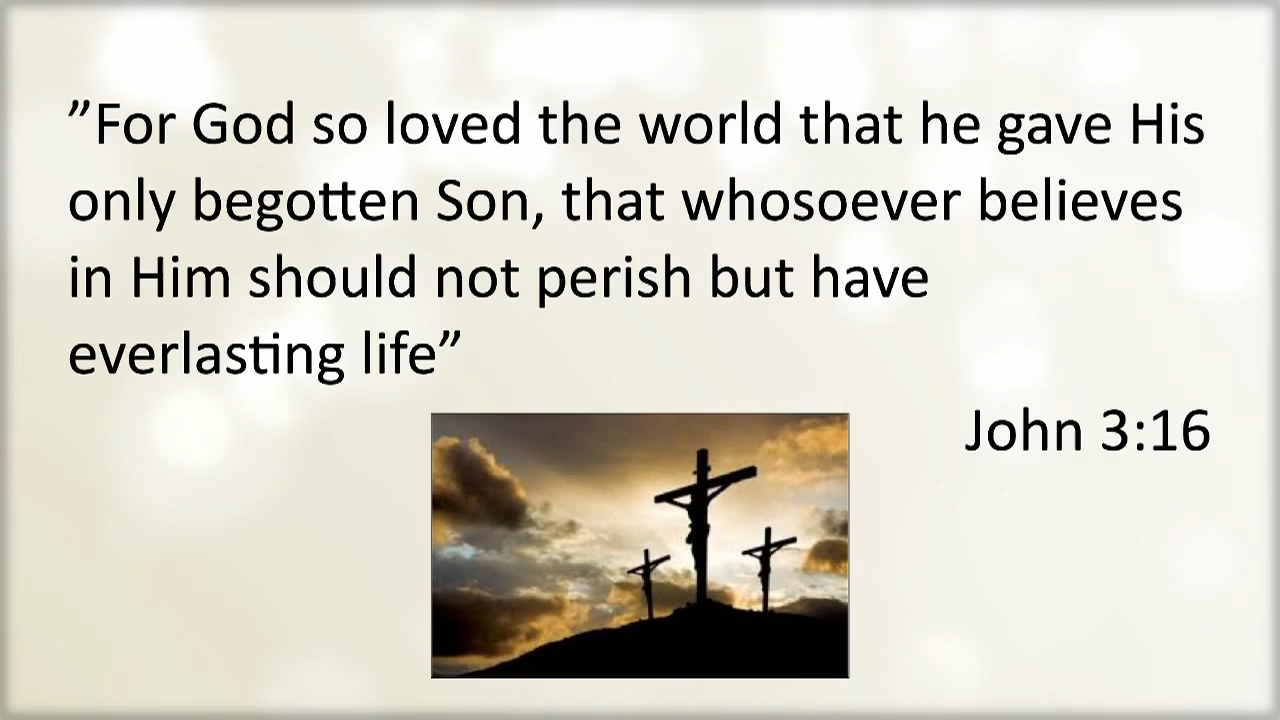 ”For God so loved the world that he gave His
only begotten Son, that whosoever believes
in Him should not perish but have
everlasting life”
John 3:16